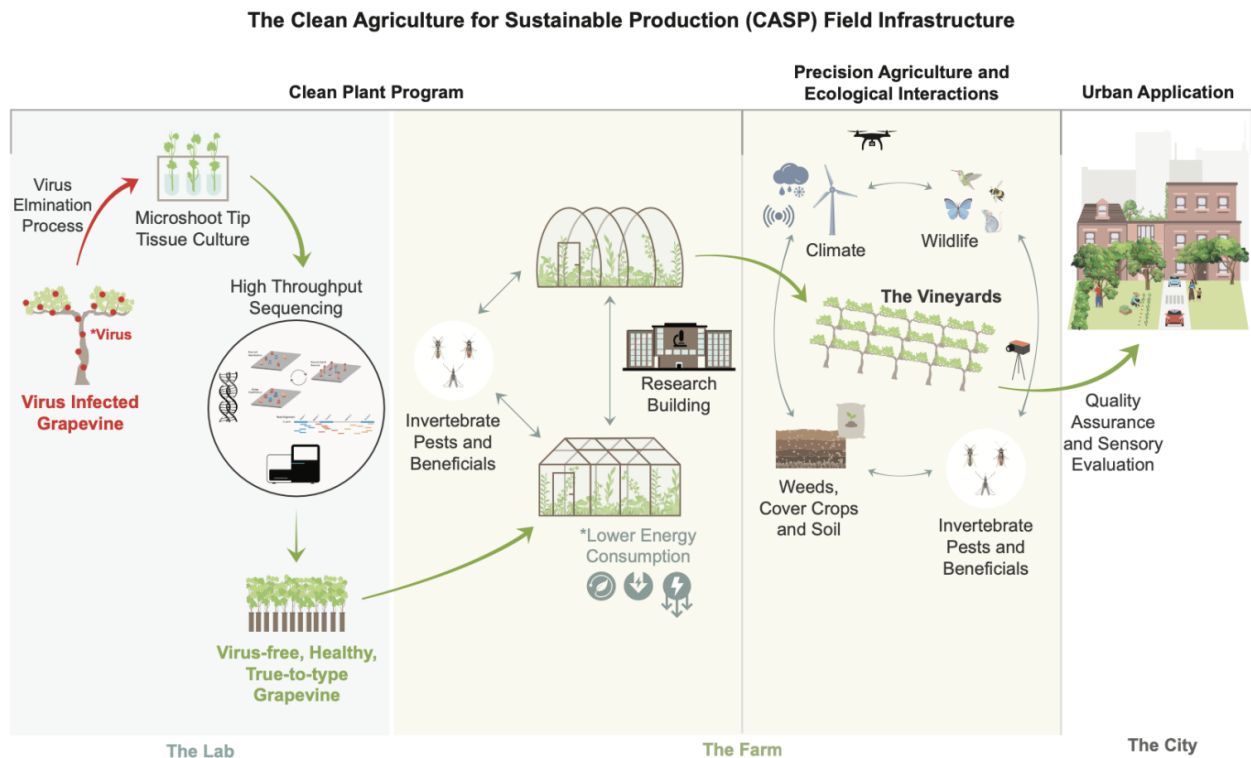 The Clean Agriculture for Sustainable Production (CASP) Field Infrastructure
Clean Plant Program
Precision Agriculture and
Ecological Interactions
Urban Application
Virus
Elmination
Process
Microshoot Tip
Tissue Culture
High Throughput
Sequencing
*Virus
Virus Infected
Grapevine
Virus-free, Healthy,
True-to-type
Grapevine
Invertebrate
Pests and
Beneficials
Research
Building
*Lower Energy
Consumption
Climate
Wildlife
The Vineyards
Weeds,
Cover Crops
and Soil
Invertebrate
Pests and
Beneficials
Quality
Assurance
and Sensory
Evaluation
The Lab
The Farm
The City